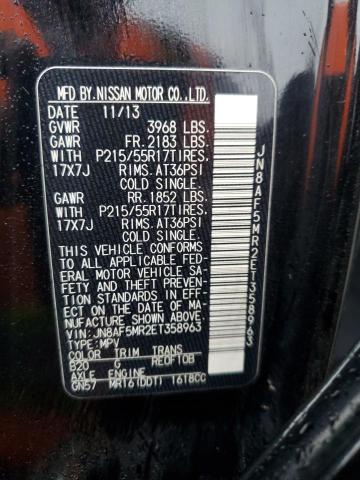 MFD BY.NISSAN MOTOR CO.,LTD.
DATE 11/13
GVWR 3968 LBS.
GAWR FR.2183 LBS.
WITH P215/55R17TIRES.
17X7J RIMS.AT36PSI
COLD SINGLE.
GAWR RR.1852 LBS.
WITH P215/55R17TIRES.
17X7J RIMS.AT36PSI
COLD SINGLE.
THIS VEHICLE CONFORMS
TO ALL APPLICABLE FED-
ERAL MOTOR VEHICLE SA-
FETY AND THEFT PREVEN-
TION STANDARDS IN EFF-
ECT ON THE DATE OF MA-
NUFACTURE SHOWN ABOVE.
VIN: JN8AF5MR2ET358963
TYPE: MPV
COLOR TRIM TRANS
B20 G RE0F10B
AXLE ENGINE
GN57 MR16(DDT) 1618CC
JN8AF5MR2ET358963